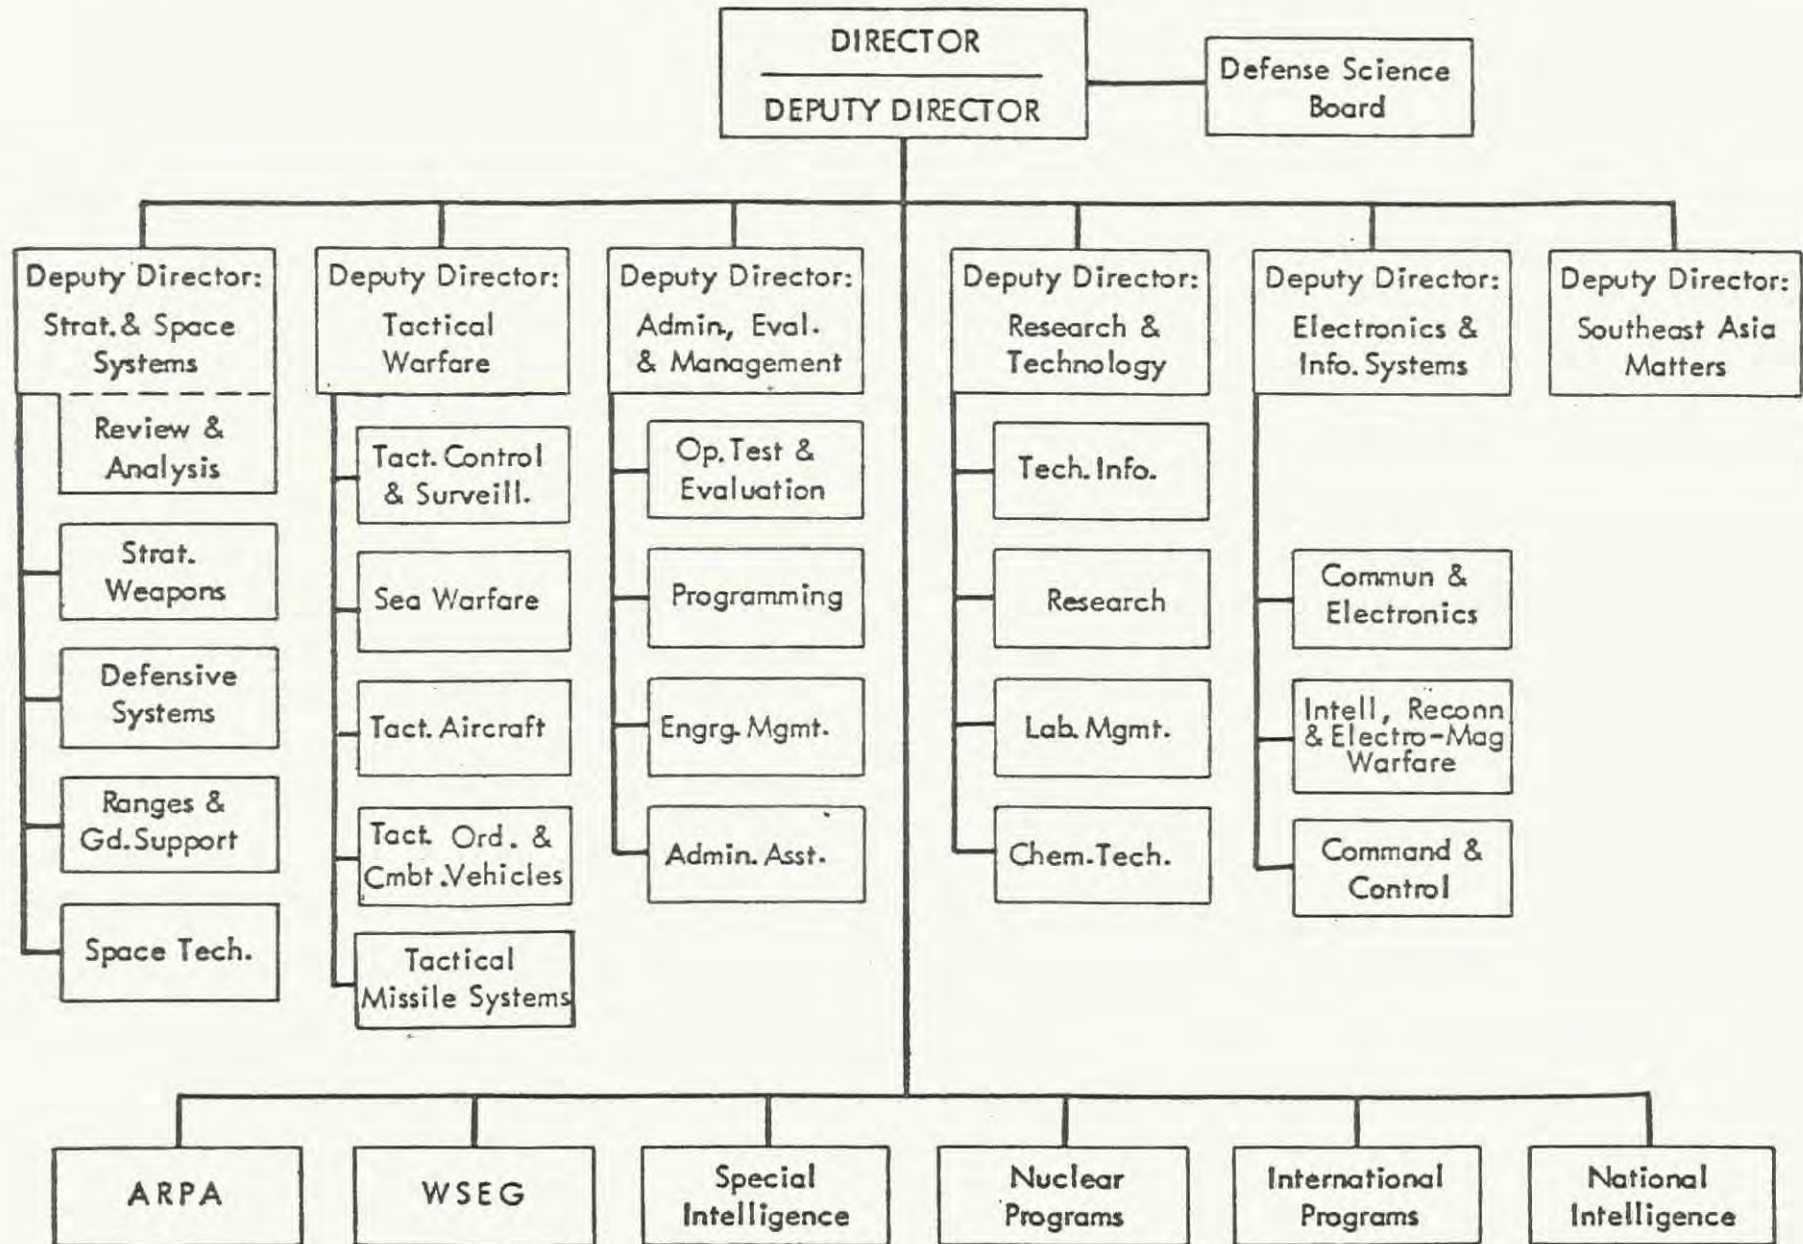 DIRECTOR
DEPUTY DIRECTOR
Defense Science
Board
Deputy Director:
Strat. & Space
Systems
Review &
Analysis
Strat.
Weapons
Defensive
Systems
Ranges &
Gd. Support
Space Tech.
Deputy Director:
Tactical
Warfare
Tact. Control
& Surveill.
Sea Warfare
Tact. Aircraft
Tact. Ord. &
Cmbt. Vehicles
Tactical
Missile Systems
Deputy Director:
Admin., Eval.
& Management
Op. Test &
Evaluation
Programming
Engrg. Mgmt.
Admin. Asst.
Deputy Director:
Research &
Technology
Tech. Info.
Research
Lab. Mgmt.
Chem. Tech.
Deputy Director:
Electronics &
Info. Systems
Commun &
Electronics
Intell, Reconn
& Electro-Mag
Warfare
Command &
Control
Deputy Director:
Southeast Asia
Matters
ARPA
WSEG
Special
Intelligence
Nuclear
Programs
International
Programs
National
Intelligence